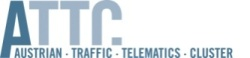 ATTC
AUSTRIAN · TRAFFIC · TELEMATICS · CLUSTER